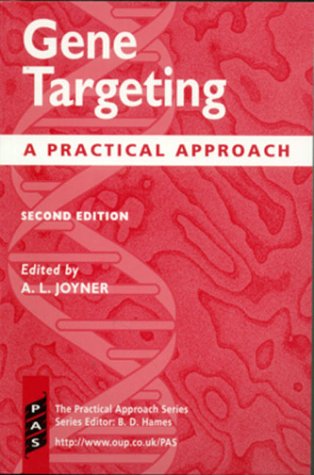 Gene
Targeting
A PRACTICAL APPROACH
SECOND EDITION
Edited by
A. L. JOYNER
PAS
The Practical Approach Series
Series Editor: B. D. Hames
http://www.oup.co.uk/PAS